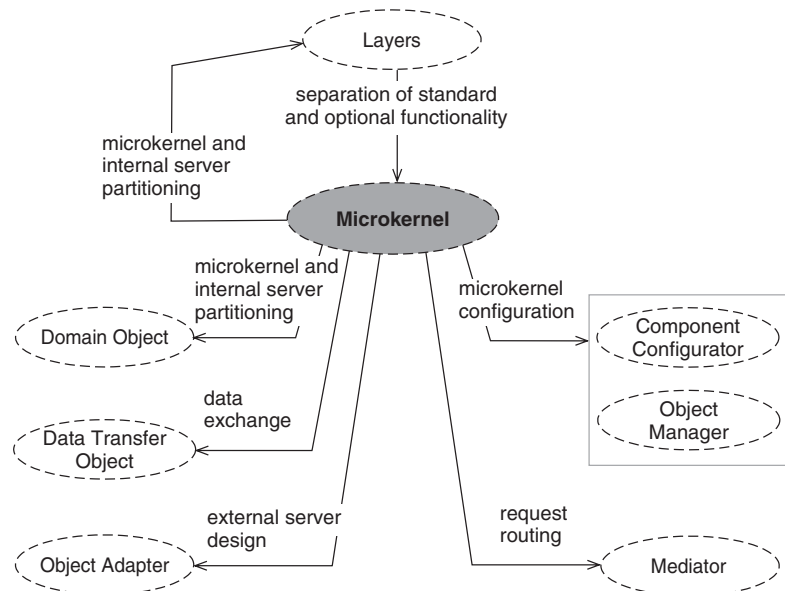 Layers
separation of standard
and optional functionality
microkernel and
internal server
partitioning
Microkernel
microkernel and
internal server
partitioning
microkernel
configuration
Domain Object
Component
Configurator
data
exchange
Object
Manager
Data Transfer
Object
external server
design
request
routing
Object Adapter
Mediator